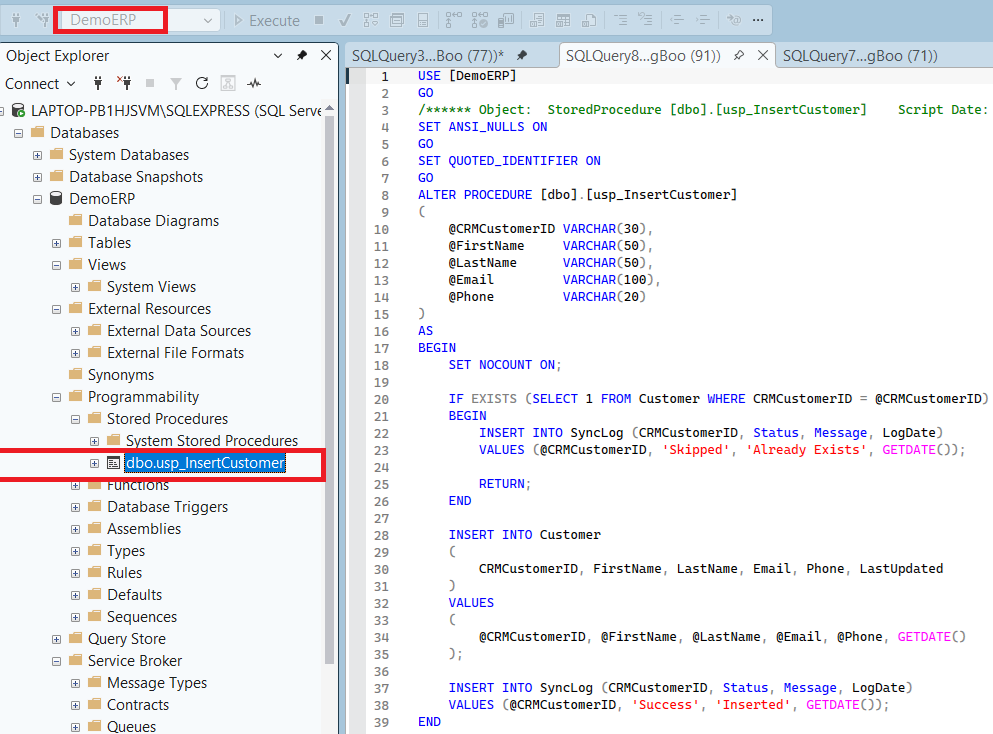 DemoERP
Execute
Object Explorer
Connect
LAPTOP-PB1HJSVM\SQLEXPRESS (SQL Serve
Databases
System Databases
Database Snapshots
DemoERP
Database Diagrams
Tables
Views
System Views
External Resources
External Data Sources
External File Formats
Synonyms
Programmability
Stored Procedures
System Stored Procedures
dbo.usp_InsertCustomer
Functions
Database Triggers
Assemblies
Types
Rules
Defaults
Sequences
Query Store
Service Broker
Message Types
Contracts
Queues
SQLQuery3...Boo (77))*
SQLQuery8...gBoo (91))
SQLQuery7...gBoo (71))
1 USE [DemoERP]
2 GO
3 /****** Object:  StoredProcedure [dbo].[usp_InsertCustomer]    Script Date:
4 SET ANSI_NULLS ON
5 GO
6 SET QUOTED_IDENTIFIER ON
7 GO
8 ALTER PROCEDURE [dbo].[usp_InsertCustomer]
9 (
10     @CRMCustomerID VARCHAR(30),
11     @FirstName     VARCHAR(50),
12     @LastName      VARCHAR(50),
13     @Email         VARCHAR(100),
14     @Phone         VARCHAR(20)
15 )
16 AS
17 BEGIN
18     SET NOCOUNT ON;
19
20     IF EXISTS (SELECT 1 FROM Customer WHERE CRMCustomerID = @CRMCustomerID)
21     BEGIN
22         INSERT INTO SyncLog (CRMCustomerID, Status, Message, LogDate)
23         VALUES (@CRMCustomerID, 'Skipped', 'Already Exists', GETDATE());
24
25         RETURN;
26     END
27
28     INSERT INTO Customer
29     (
30         CRMCustomerID, FirstName, LastName, Email, Phone, LastUpdated
31     )
32     VALUES
33     (
34         @CRMCustomerID, @FirstName, @LastName, @Email, @Phone, GETDATE()
35     );
36
37     INSERT INTO SyncLog (CRMCustomerID, Status, Message, LogDate)
38     VALUES (@CRMCustomerID, 'Success', 'Inserted', GETDATE());
39 END